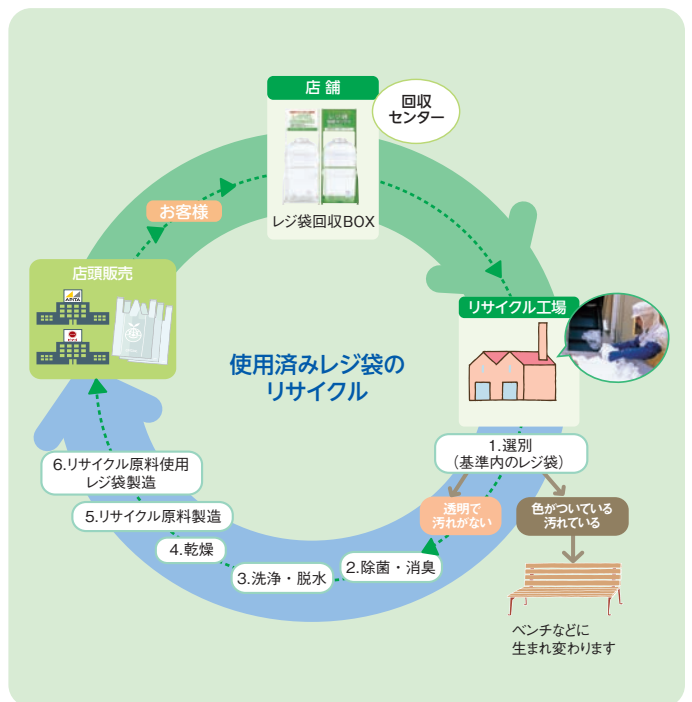 店 舗
回収
センター
レジ袋回収BOX
お客様
店頭販売
APITA
リサイクル工場
使用済みレジ袋の
リサイクル
1.選別
(基準内のレジ袋)
透明で
汚れがない
色がついている
汚れている
2.除菌・消臭
3.洗浄・脱水
4.乾燥
5.リサイクル原料製造
6.リサイクル原料使用
レジ袋製造
ベンチなどに
生まれ変わります